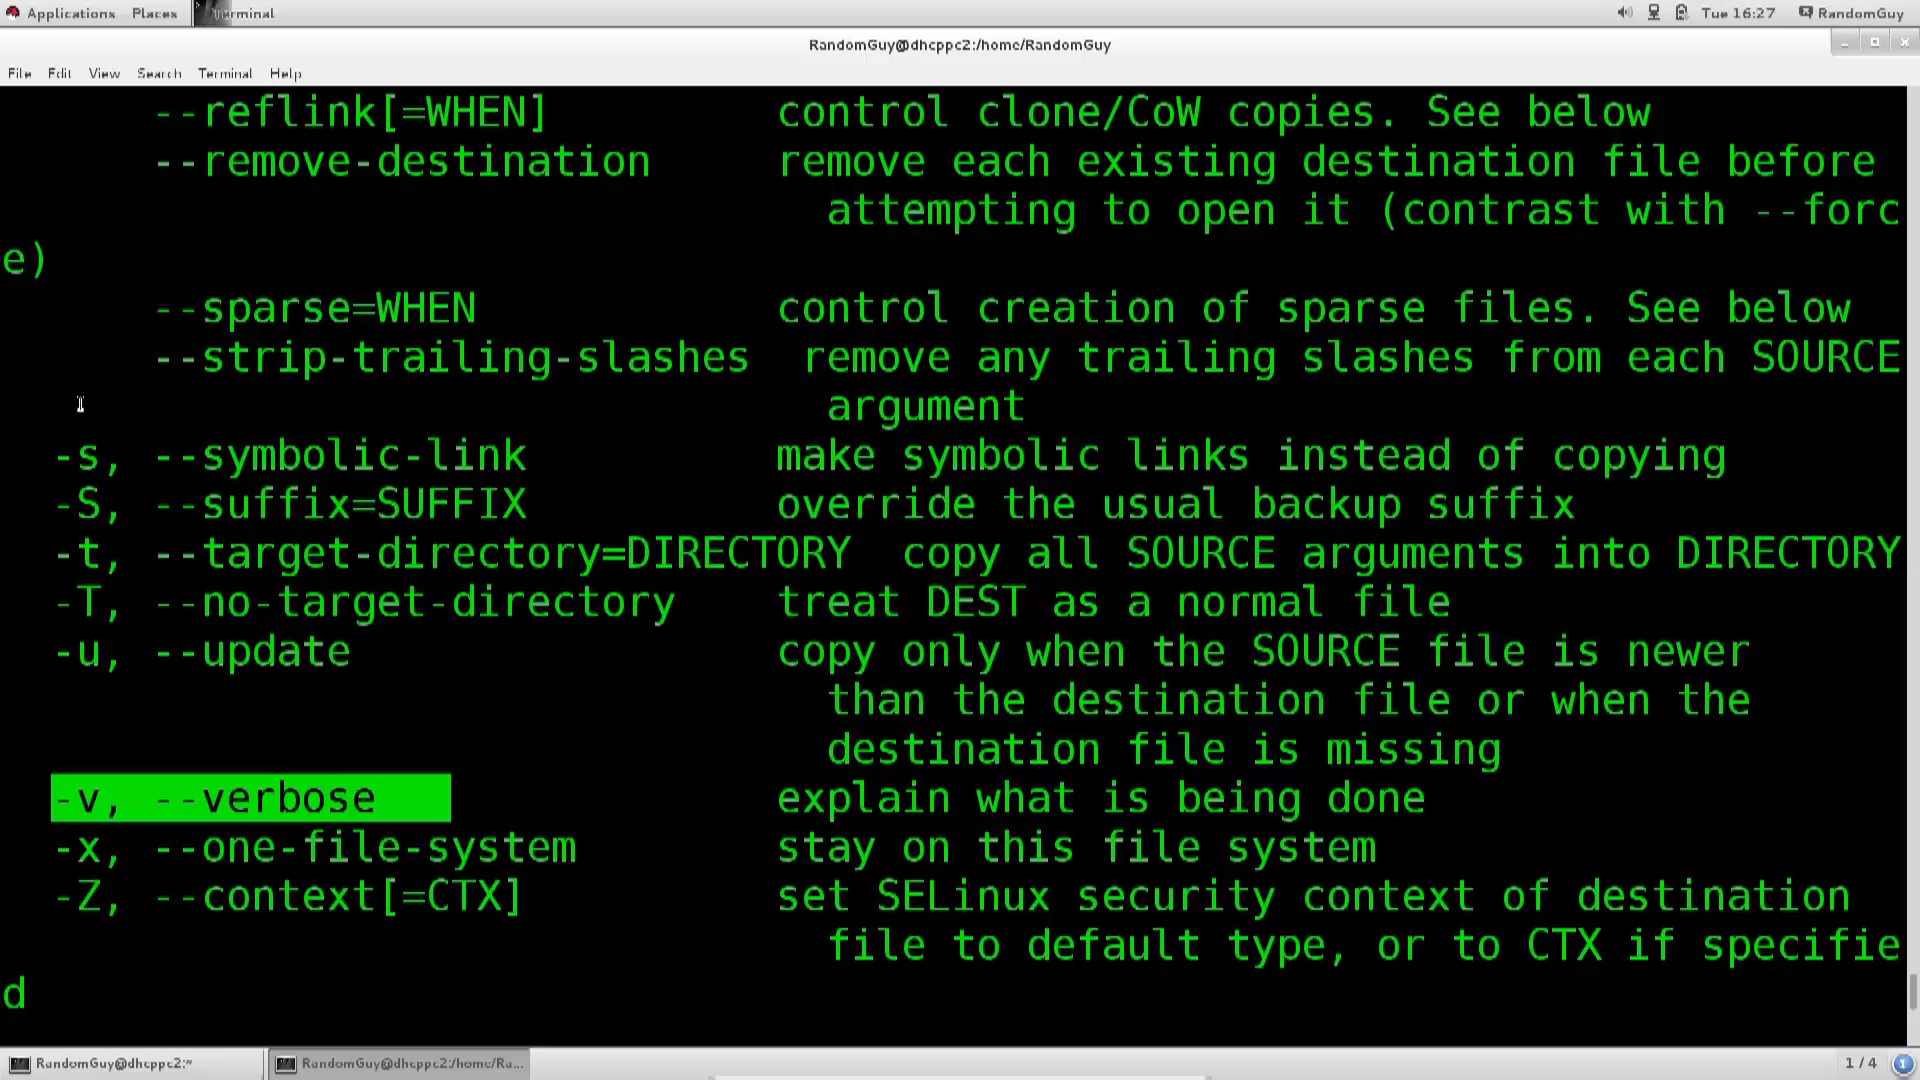 Applications Places Terminal Tue 16:27 RandomGuy
RandomGuy@dhcppc2:/home/RandomGuy
File Edit View Search Terminal Help
--reflink[=WHEN] control clone/CoW copies. See below
--remove-destination remove each existing destination file before
attempting to open it (contrast with --forc
e)
--sparse=WHEN control creation of sparse files. See below
--strip-trailing-slashes remove any trailing slashes from each SOURCE
argument
-s, --symbolic-link make symbolic links instead of copying
-S, --suffix=SUFFIX override the usual backup suffix
-t, --target-directory=DIRECTORY copy all SOURCE arguments into DIRECTORY
-T, --no-target-directory treat DEST as a normal file
-u, --update copy only when the SOURCE file is newer
than the destination file or when the
destination file is missing
-v, --verbose explain what is being done
-x, --one-file-system stay on this file system
-Z, --context[=CTX] set SELinux security context of destination
file to default type, or to CTX if specifie
d
RandomGuy@dhcppc2:~ RandomGuy@dhcppc2:/home/Ra... 1 / 4 1